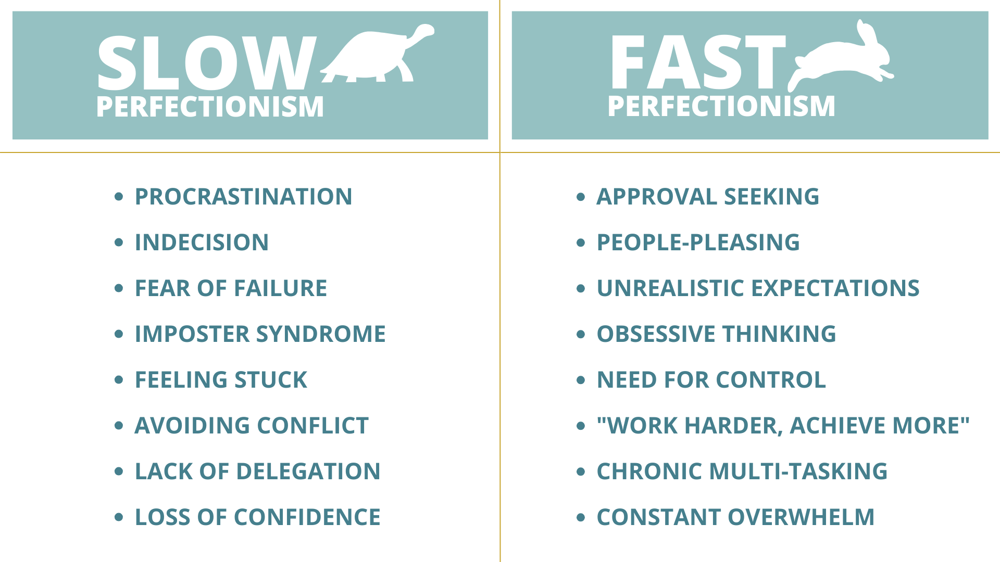 SLOW
PERFECTIONISM
• PROCRASTINATION
• INDECISION
• FEAR OF FAILURE
• IMPOSTER SYNDROME
• FEELING STUCK
• AVOIDING CONFLICT
• LACK OF DELEGATION
• LOSS OF CONFIDENCE
FAST
PERFECTIONISM
• APPROVAL SEEKING
• PEOPLE-PLEASING
• UNREALISTIC EXPECTATIONS
• OBSESSIVE THINKING
• NEED FOR CONTROL
• "WORK HARDER, ACHIEVE MORE"
• CHRONIC MULTI-TASKING
• CONSTANT OVERWHELM